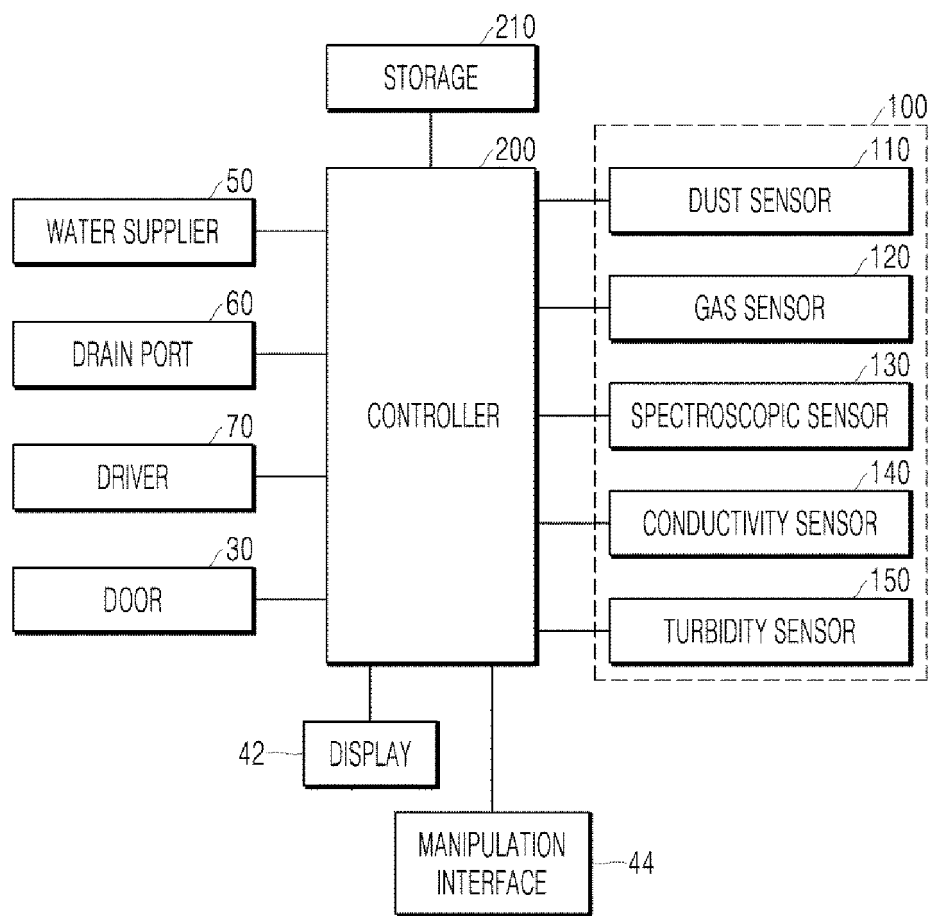 210
STORAGE
100
200
110
50
DUST SENSOR
WATER SUPPLIER
120
GAS SENSOR
60
DRAIN PORT
130
CONTROLLER
SPECTROSCOPIC SENSOR
70
DRIVER
140
CONDUCTIVITY SENSOR
30
DOOR
150
TURBIDITY SENSOR
42
DISPLAY
MANIPULATION
INTERFACE
44